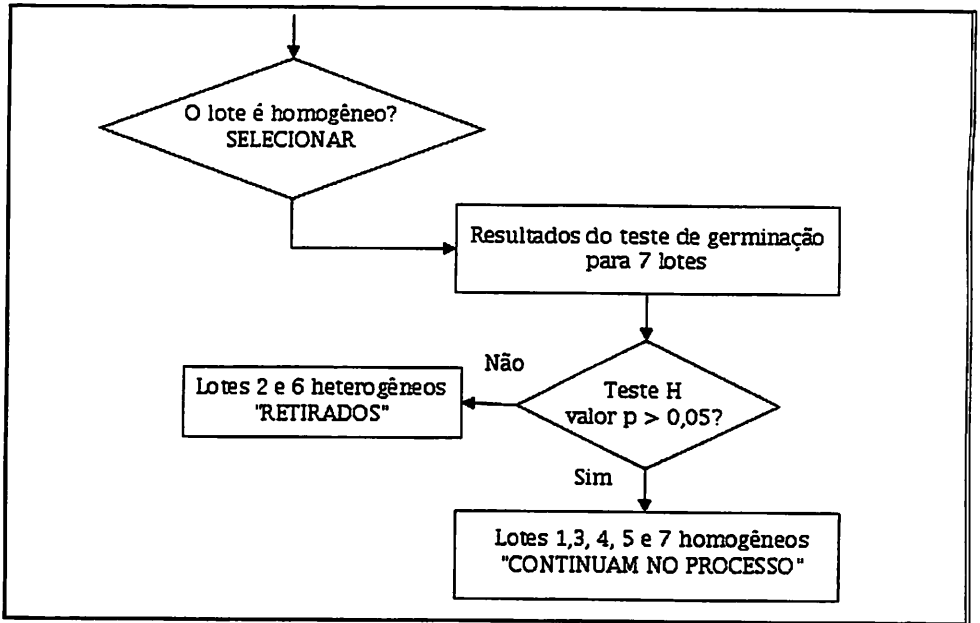 O lote é homogêneo?
SELECIONAR
Resultados do teste de germinação
para 7 lotes
Não
Lotes 2 e 6 heterogêneos
"RETIRADOS"
Teste H
valor p > 0,05?
Sim
Lotes 1,3, 4, 5 e 7 homogêneos
"CONTINUAM NO PROCESSO"